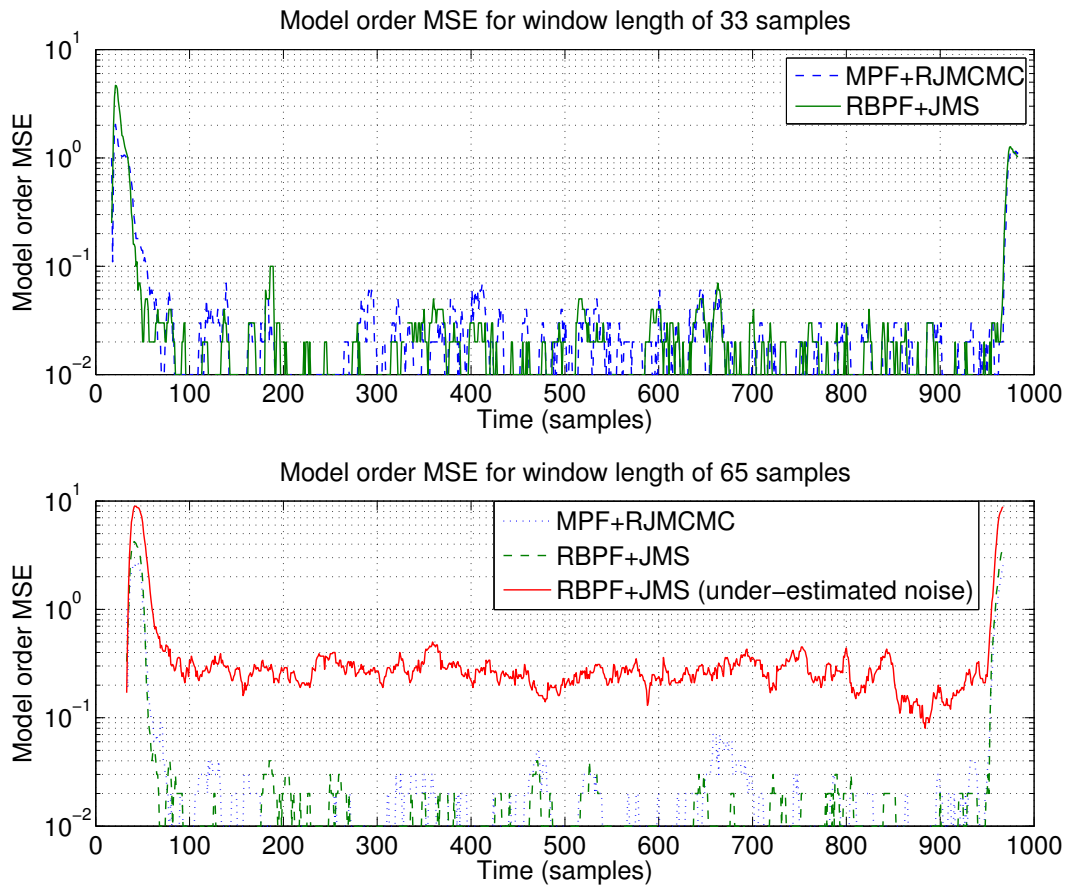 Model order MSE for window length of 33 samples
10^1
10^0
10^-1
10^-2
Model order MSE
MPF+RJMCMC
RBPF+JMS
0 100 200 300 400 500 600 700 800 900 1000
Time (samples)
Model order MSE for window length of 65 samples
10^1
10^0
10^-1
10^-2
Model order MSE
MPF+RJMCMC
RBPF+JMS
RBPF+JMS (under−estimated noise)
0 100 200 300 400 500 600 700 800 900 1000
Time (samples)